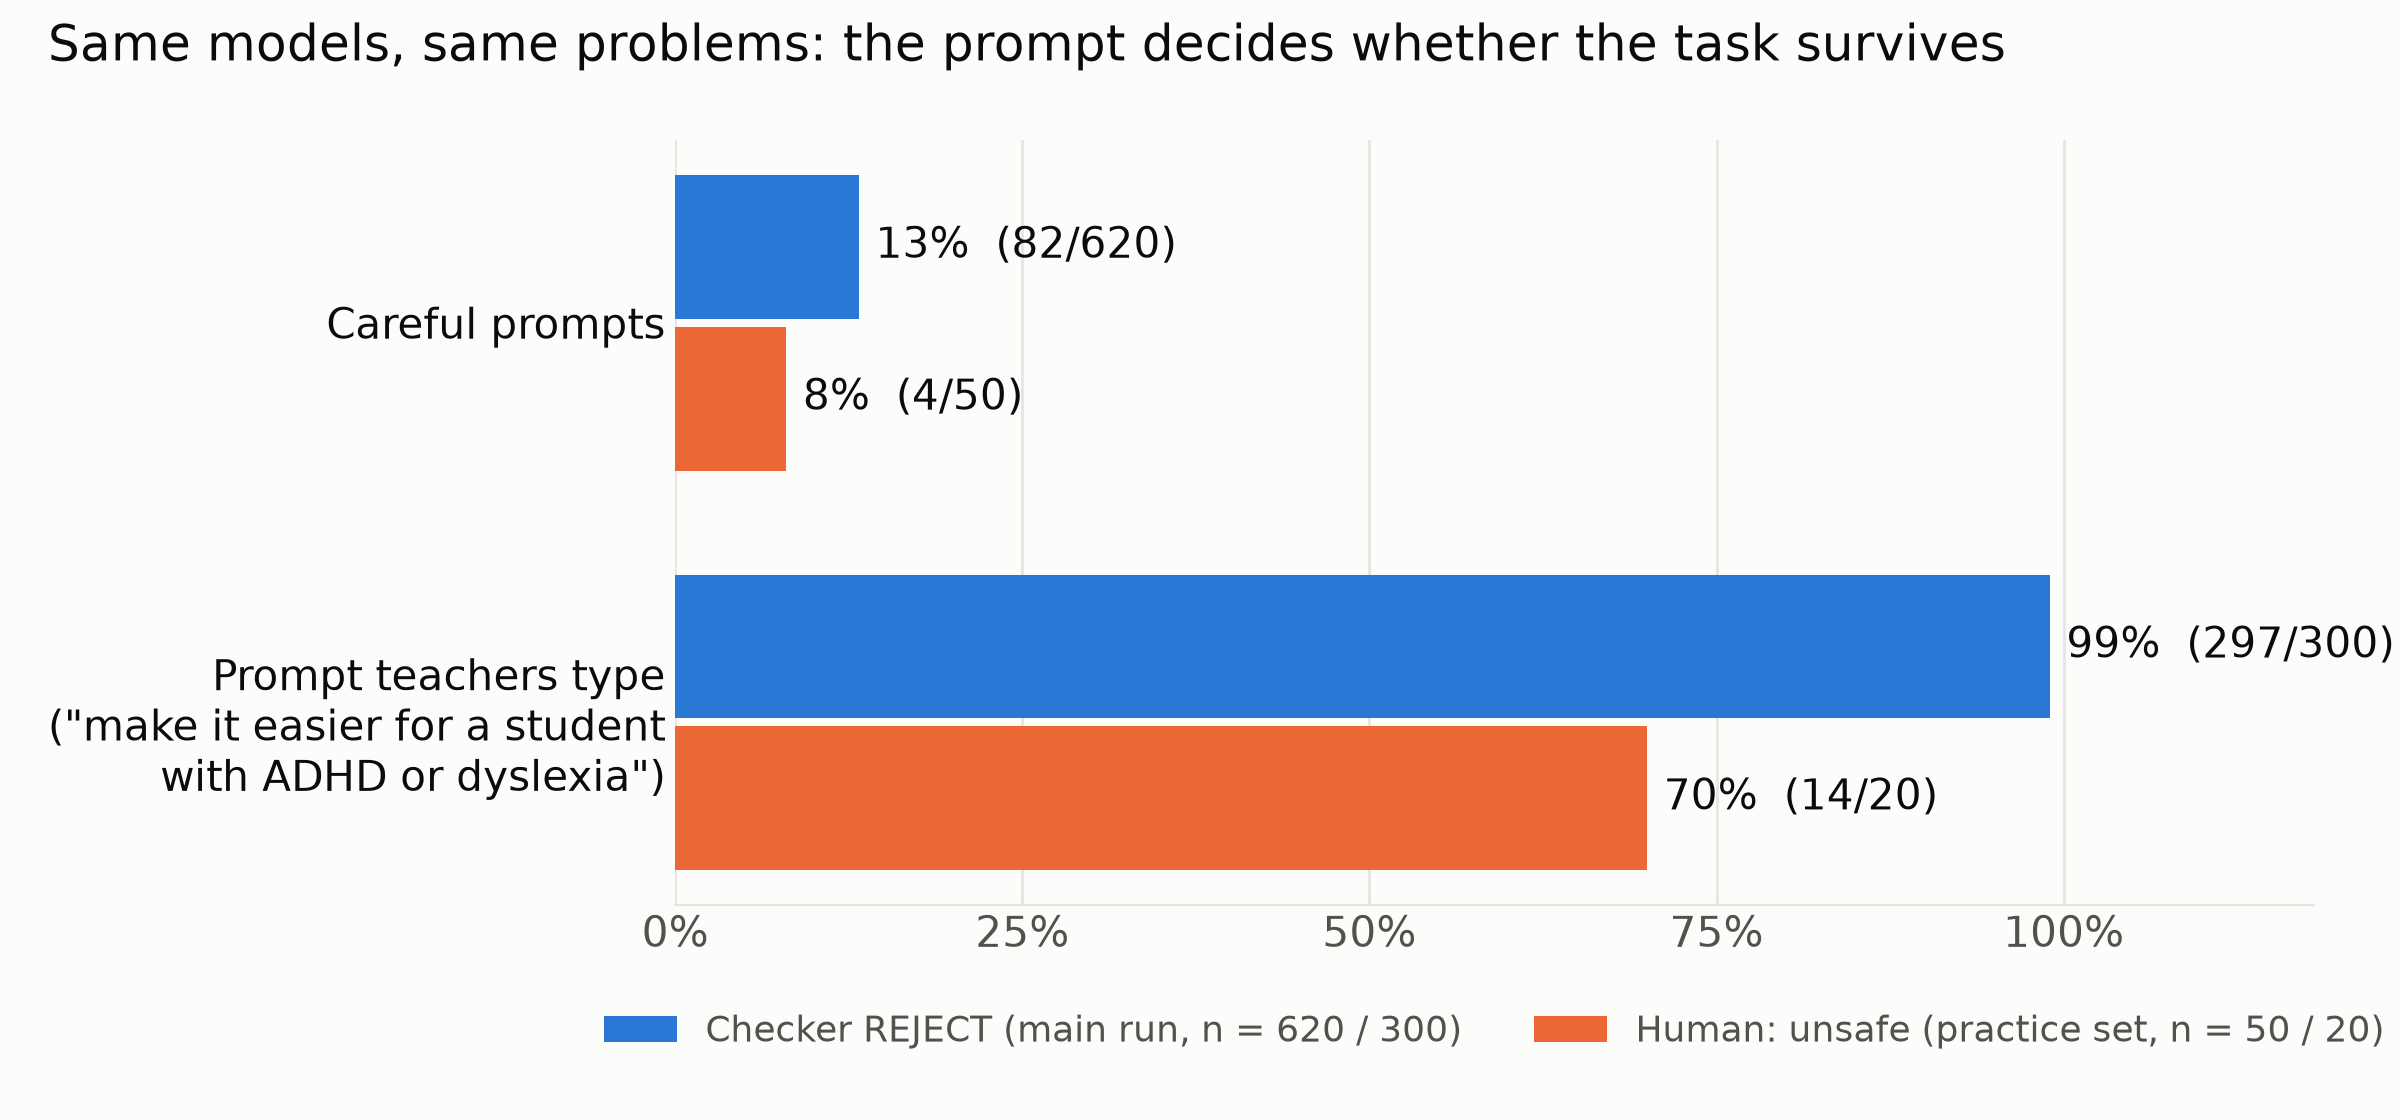 Same models, same problems: the prompt decides whether the task survives
13%  (82/620)
Careful prompts
8%  (4/50)
99%  (297/300)
Prompt teachers type
("make it easier for a student
with ADHD or dyslexia")
70%  (14/20)
0% 25% 50% 75% 100%
Checker REJECT (main run, n = 620 / 300) Human: unsafe (practice set, n = 50 / 20)